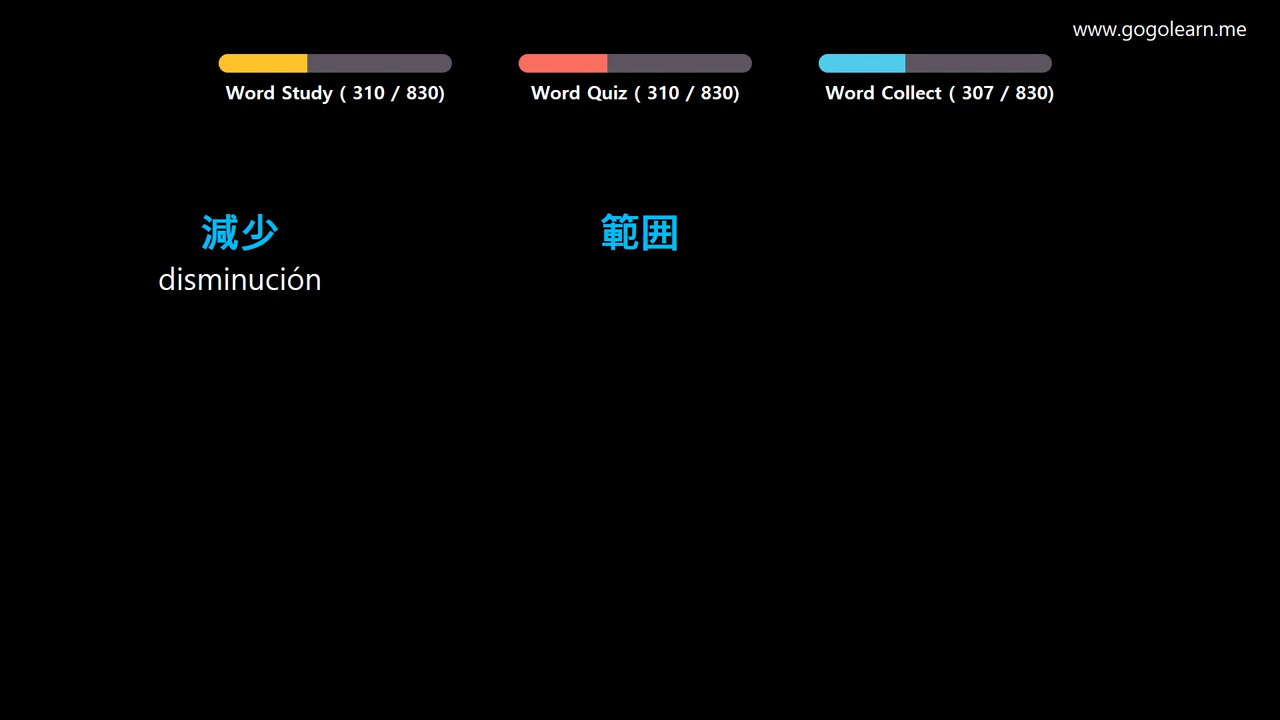 www.gogolearn.me
Word Study ( 310 / 830)
Word Quiz ( 310 / 830)
Word Collect ( 307 / 830)
減少
disminución
範囲